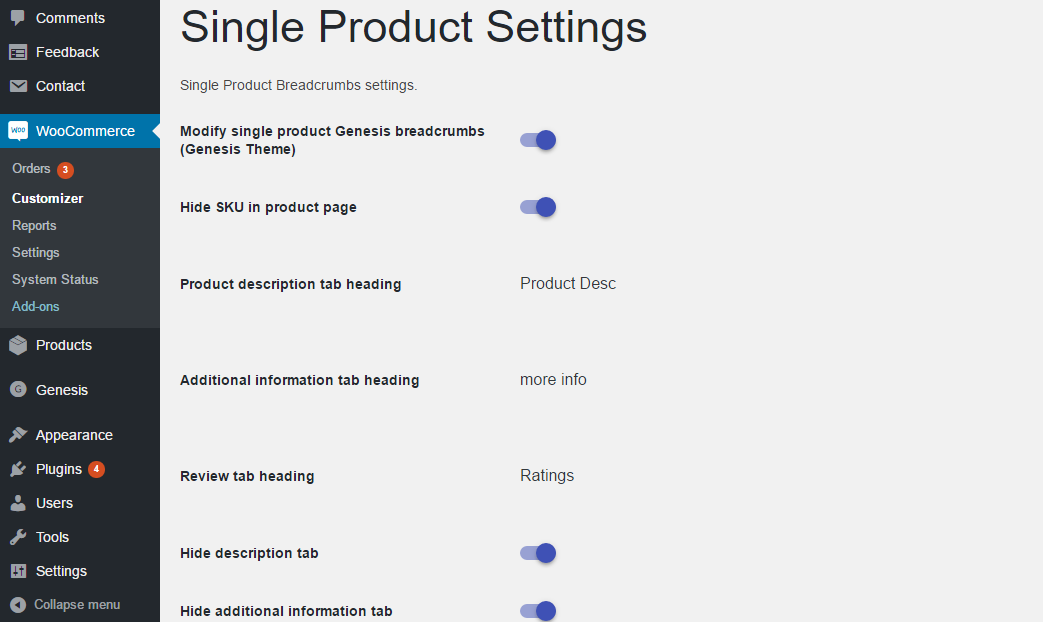 Comments
Feedback
Contact
Woo WooCommerce
Orders 3
Customizer
Reports
Settings
System Status
Add-ons
Products
G Genesis
Appearance
Plugins 4
Users
Tools
Settings
Collapse menu
Single Product Settings
Single Product Breadcrumbs settings.
Modify single product Genesis breadcrumbs
(Genesis Theme)
Hide SKU in product page
Product description tab heading Product Desc
Additional information tab heading more info
Review tab heading Ratings
Hide description tab
Hide additional information tab